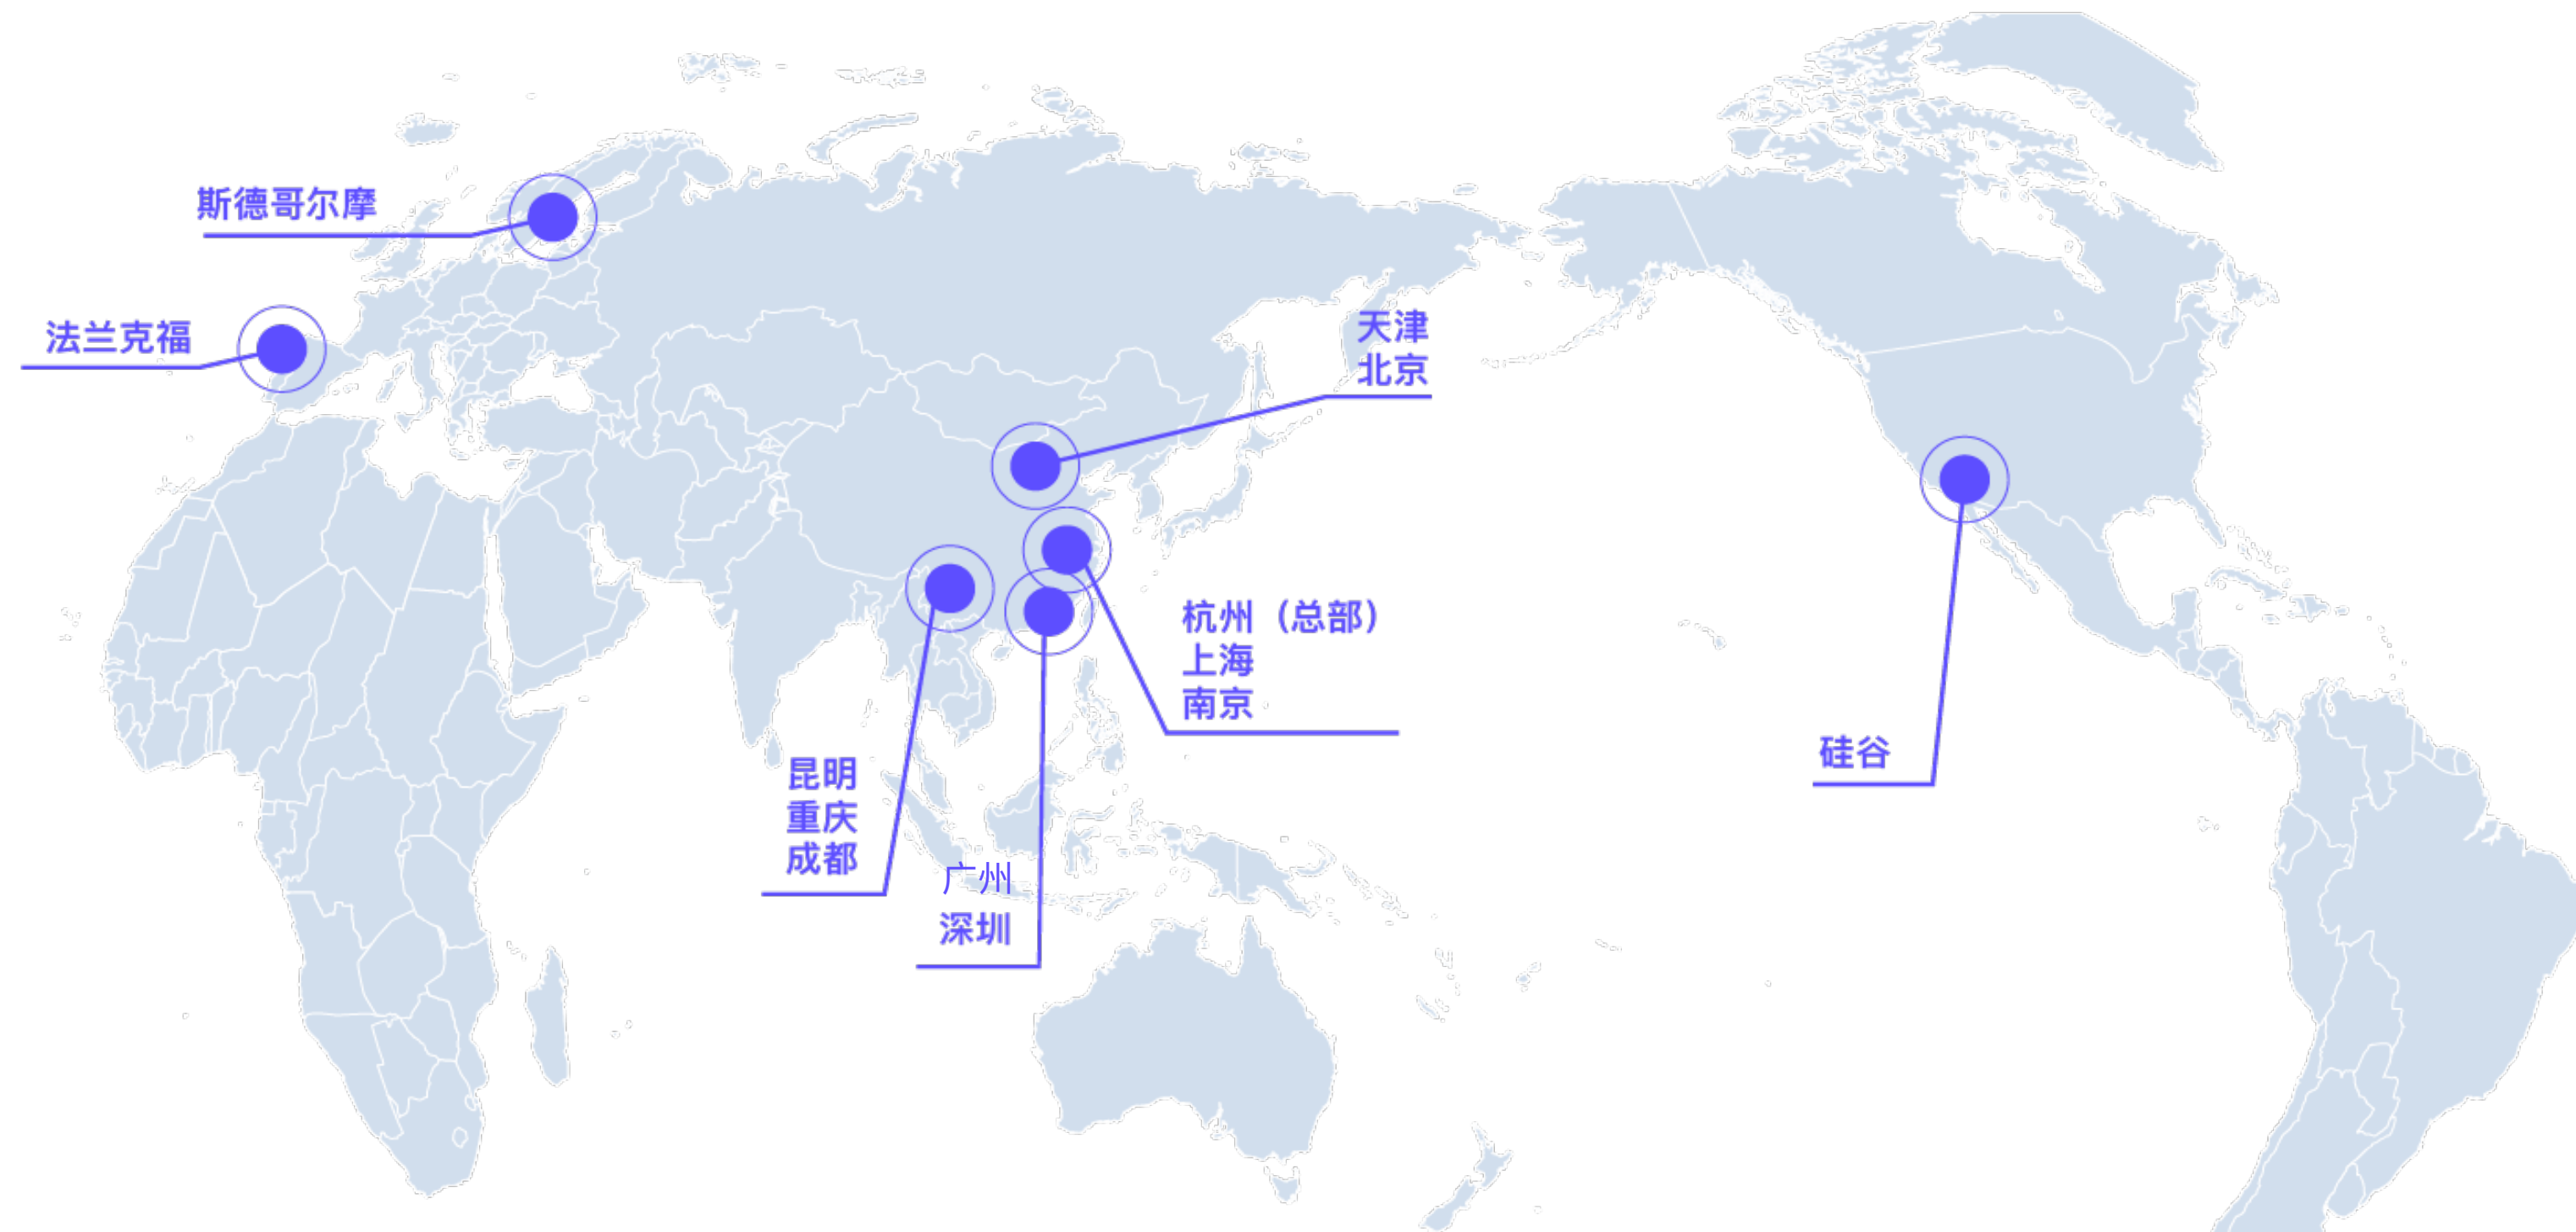 斯德哥尔摩
法兰克福
天津
北京
杭州（总部）
上海
南京
昆明
重庆
成都
广州
深圳
硅谷